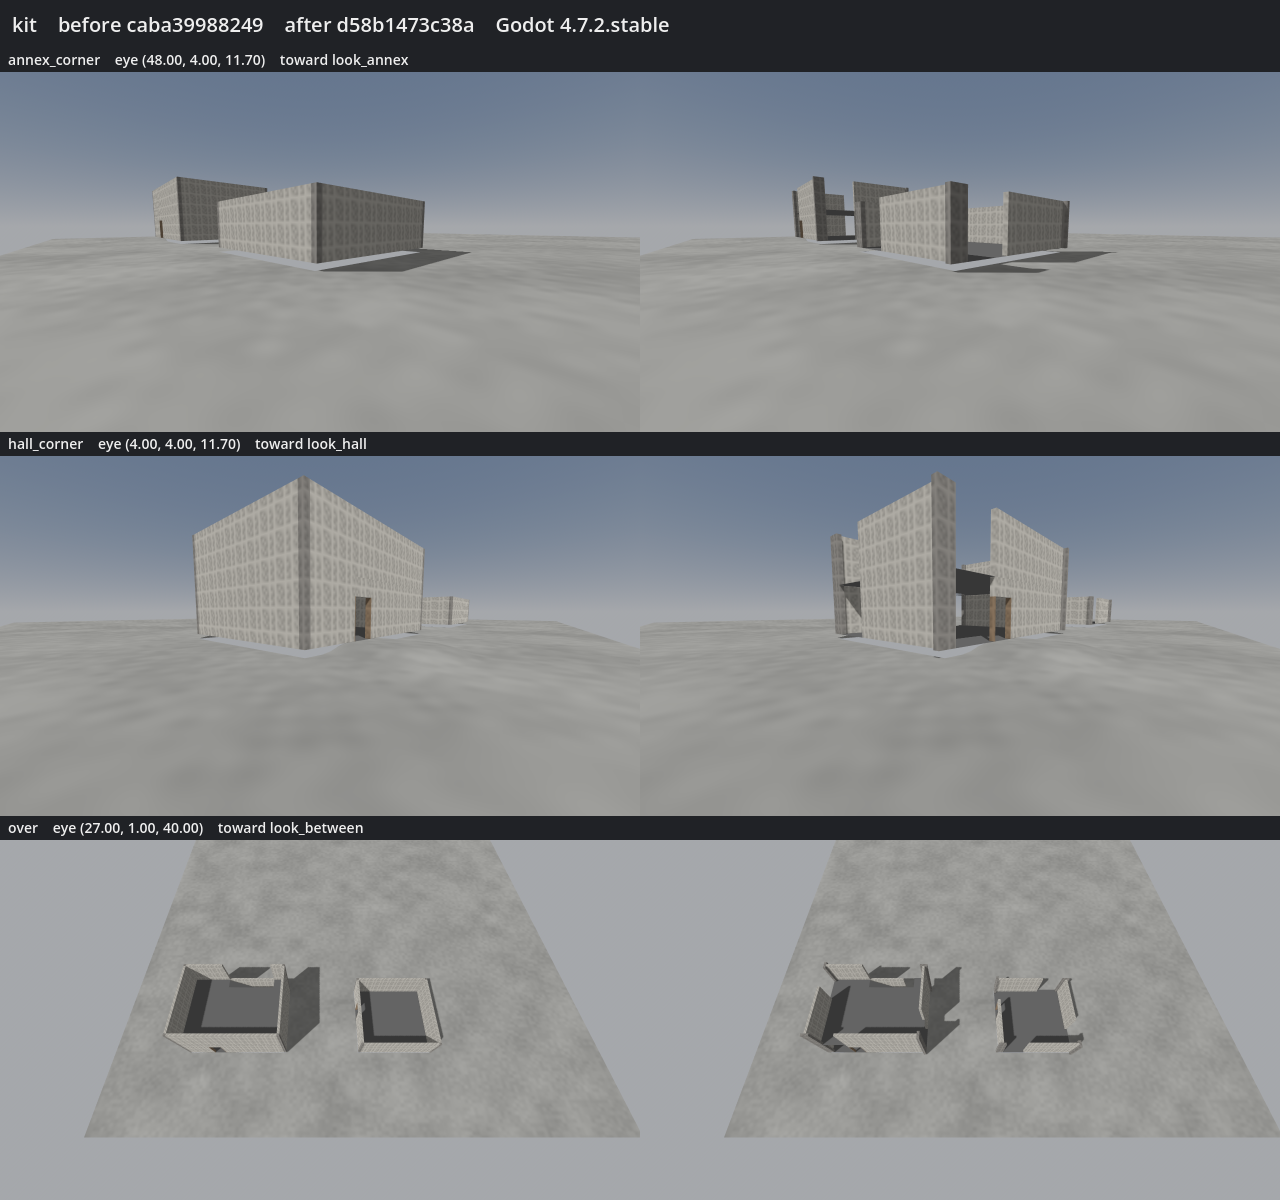 kit before caba39988249 after d58b1473c38a Godot 4.7.2.stable
annex_corner eye (48.00, 4.00, 11.70) toward look_annex
hall_corner eye (4.00, 4.00, 11.70) toward look_hall
over eye (27.00, 1.00, 40.00) toward look_between